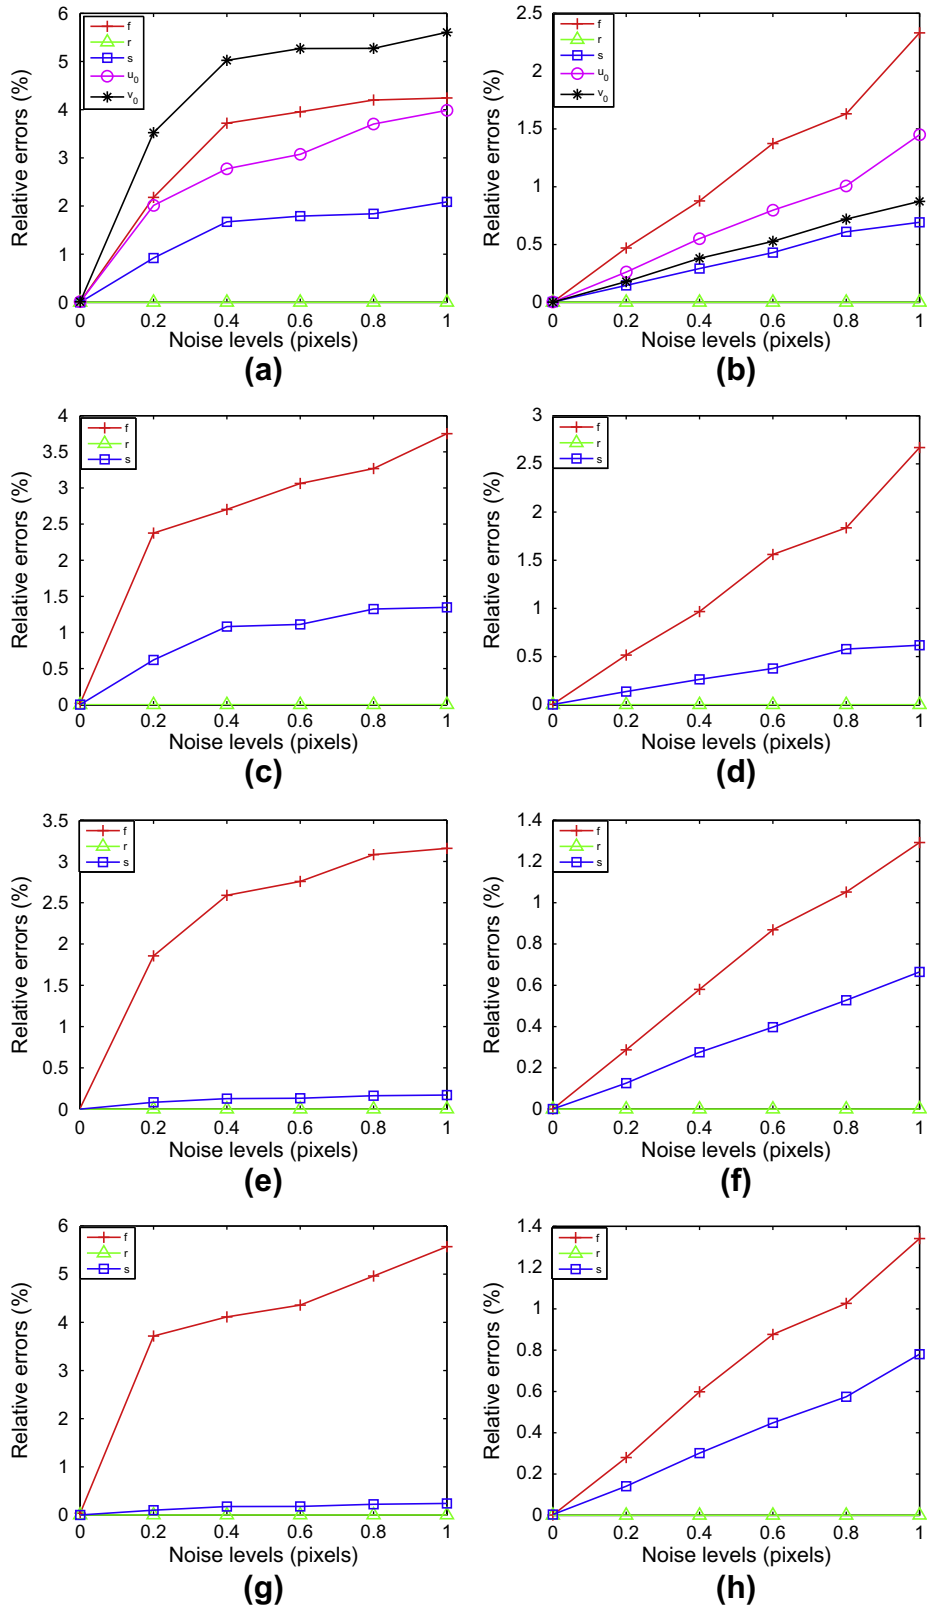 Relative errors (%)
6
5
4
3
2
1
0
f
r
s
u0
v0
0 0.2 0.4 0.6 0.8 1
Noise levels (pixels)
(a)
Relative errors (%)
2.5
2
1.5
1
0.5
0
f
r
s
u0
v0
0 0.2 0.4 0.6 0.8 1
Noise levels (pixels)
(b)
Relative errors (%)
4
3.5
3
2.5
2
1.5
1
0.5
0
f
r
s
0 0.2 0.4 0.6 0.8 1
Noise levels (pixels)
(c)
Relative errors (%)
3
2.5
2
1.5
1
0.5
0
f
r
s
0 0.2 0.4 0.6 0.8 1
Noise levels (pixels)
(d)
Relative errors (%)
3.5
3
2.5
2
1.5
1
0.5
0
f
r
s
0 0.2 0.4 0.6 0.8 1
Noise levels (pixels)
(e)
Relative errors (%)
1.4
1.2
1
0.8
0.6
0.4
0.2
0
f
r
s
0 0.2 0.4 0.6 0.8 1
Noise levels (pixels)
(f)
Relative errors (%)
6
5
4
3
2
1
0
f
r
s
0 0.2 0.4 0.6 0.8 1
Noise levels (pixels)
(g)
Relative errors (%)
1.4
1.2
1
0.8
0.6
0.4
0.2
0
f
r
s
0 0.2 0.4 0.6 0.8 1
Noise levels (pixels)
(h)